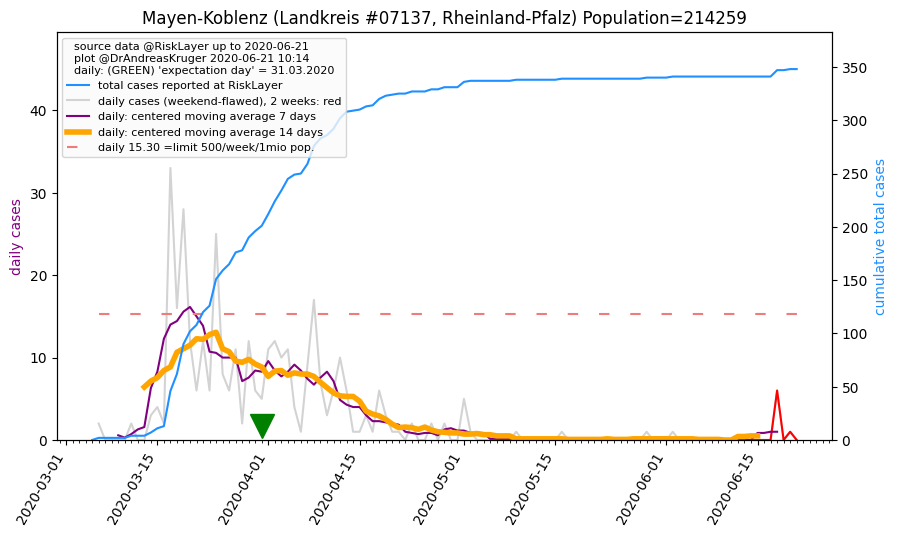 Mayen-Koblenz (Landkreis #07137, Rheinland-Pfalz) Population=214259
source data @RiskLayer up to 2020-06-21
plot @DrAndreasKruger 2020-06-21 10:14
daily: (GREEN) 'expectation day' = 31.03.2020
total cases reported at RiskLayer
daily cases (weekend-flawed), 2 weeks: red
daily: centered moving average 7 days
daily: centered moving average 14 days
daily 15.30 =limit 500/week/1mio pop.
daily cases
40
30
20
10
0
cumulative total cases
350
300
250
200
150
100
50
0
2020-03-01
2020-03-15
2020-04-01
2020-04-15
2020-05-01
2020-05-15
2020-06-01
2020-06-15